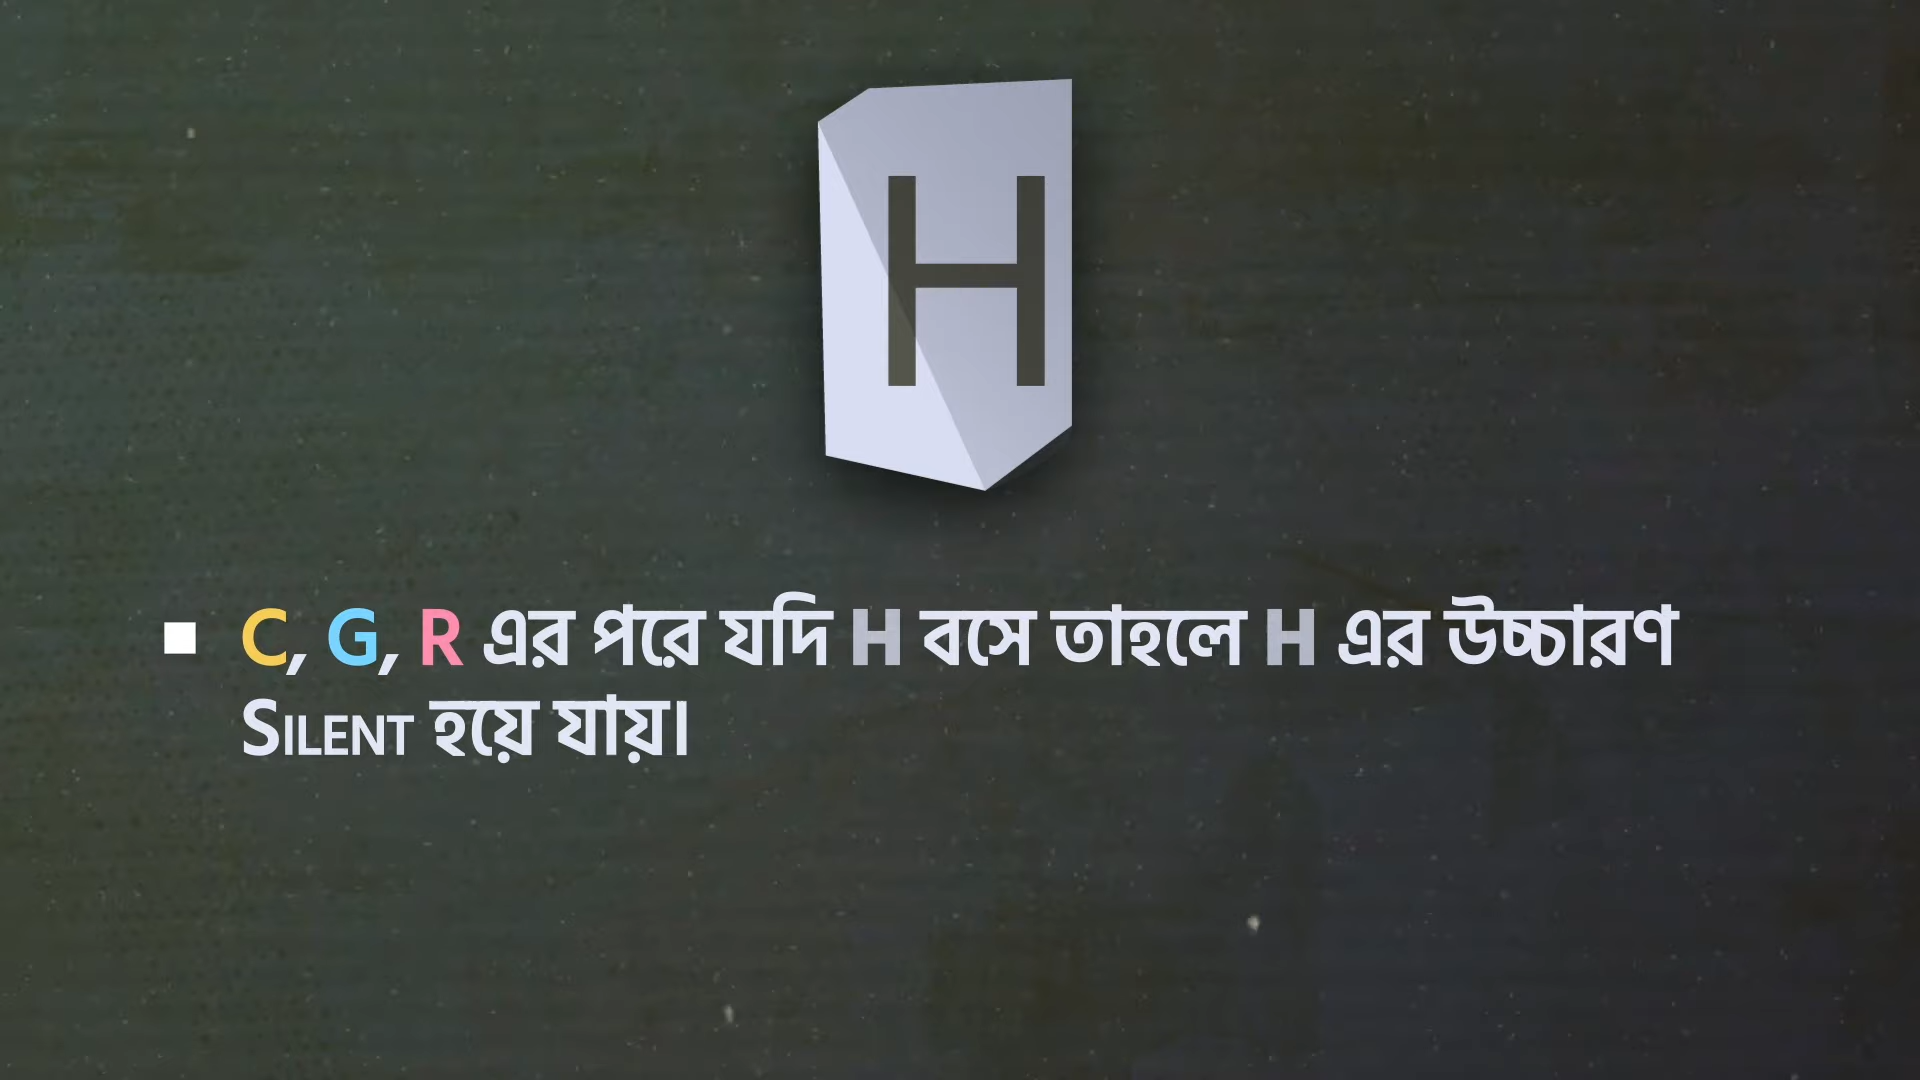 H
▪ C, G, R এর পরে যদি H বসে তাহলে H এর উচ্চারণ
Silent হয়ে যায়।